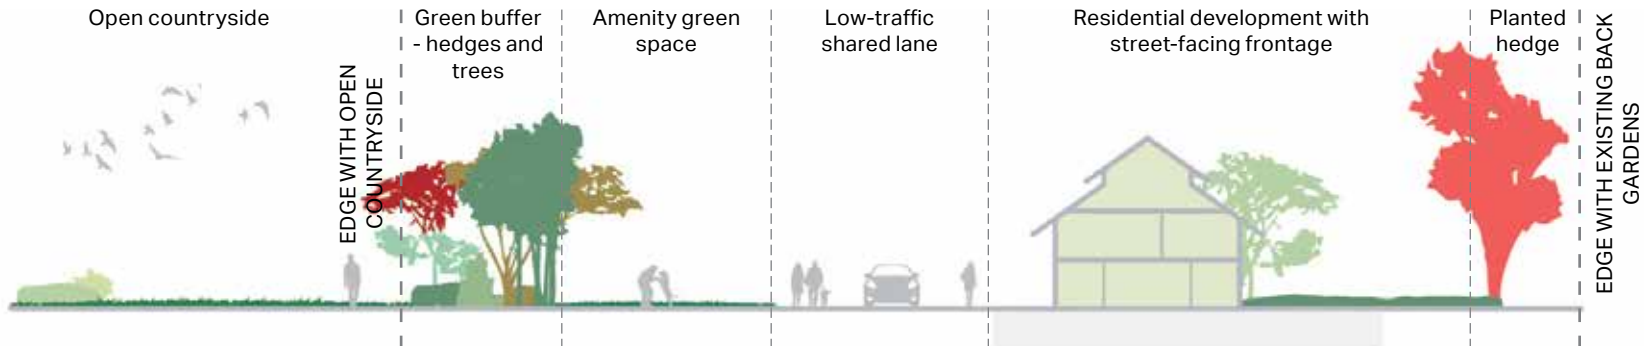 Open countryside
Green buffer
- hedges and
trees
Amenity green
space
Low-traffic
shared lane
Residential development with
street-facing frontage
Planted
hedge
EDGE WITH OPEN
COUNTRYSIDE
EDGE WITH EXISTING BACK
GARDENS